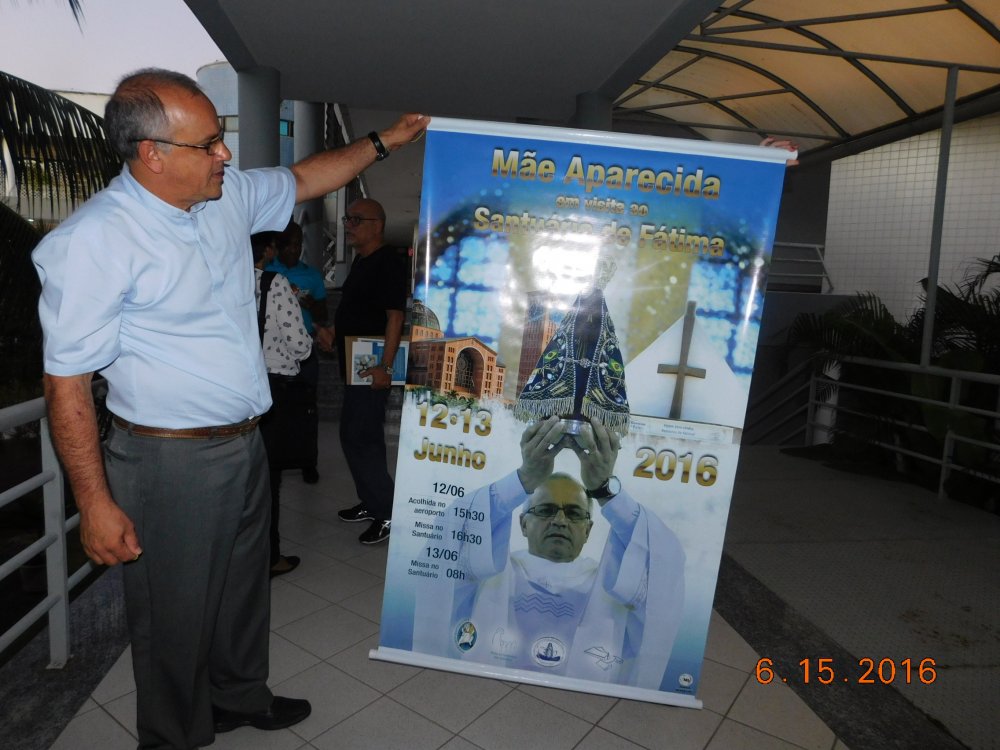 Mãe Aparecida
em visita ao
Santuário de Fátima
12•13
Junho
2016
12/06
Acolhida no
aeroporto 15h30
Missa no
Santuário 16h30
13/06
Missa no
Santuário 08h
6.15.2016